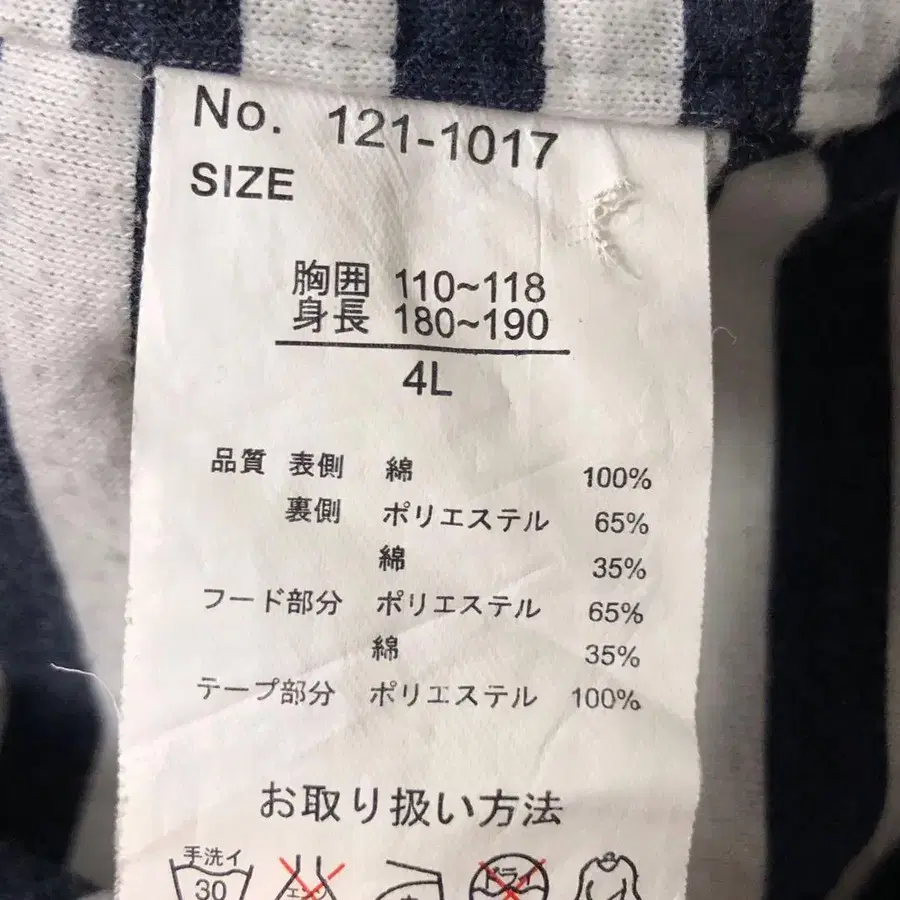 No. 121-1017
SIZE
胸囲 110~118
身長 180~190
4L
品質 表側 綿 100%
裏側 ポリエステル 65%
綿 35%
フード部分 ポリエステル 65%
綿 35%
テープ部分 ポリエステル 100%
お取り扱い方法
手洗イ
30
ドライ